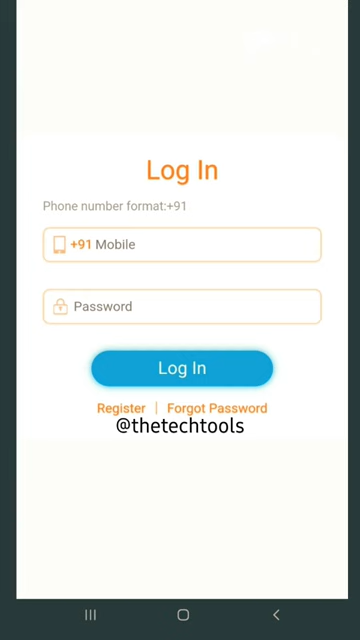 Log In
Phone number format:+91
+91 Mobile
Password
Log In
Register | Forgot Password
@thetechtools